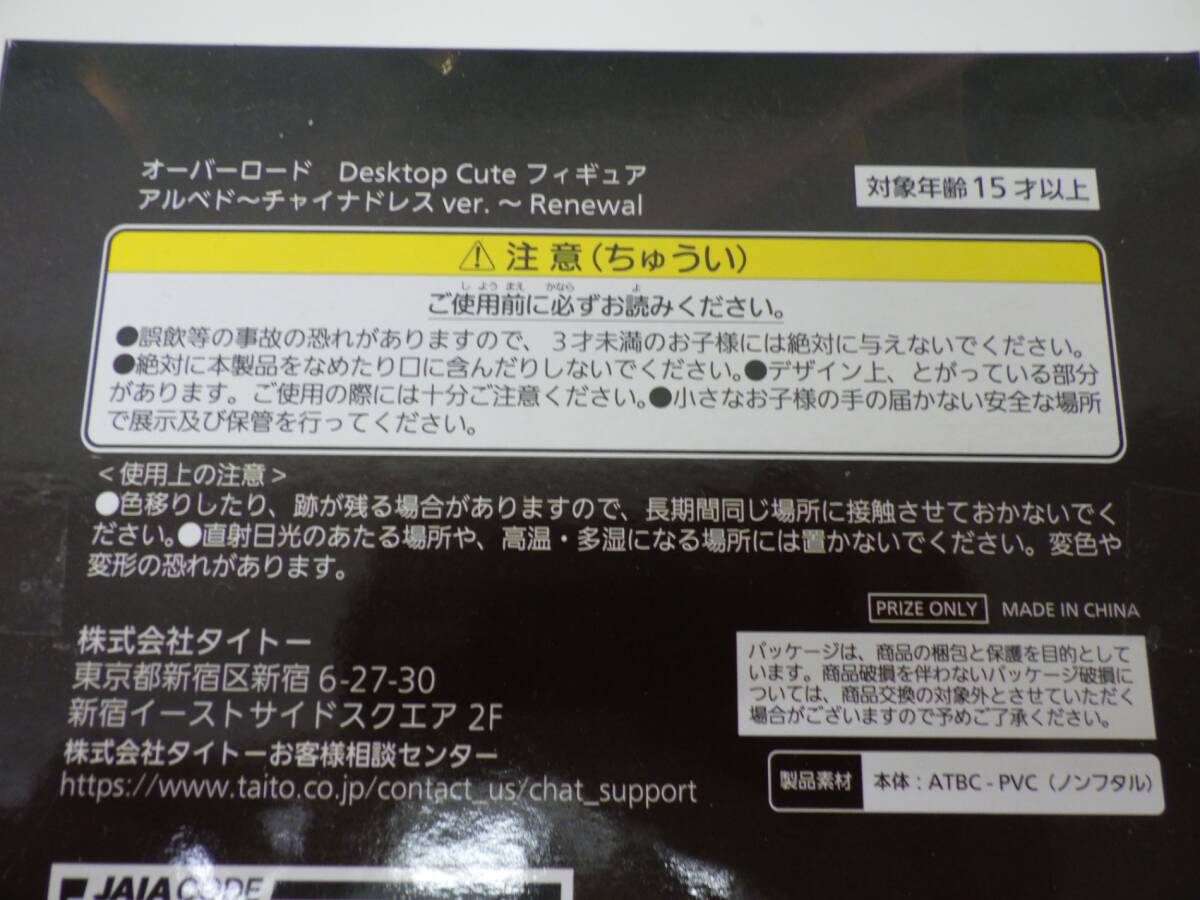 オーバーロード　Desktop Cute フィギュア
アルベド～チャイナドレス ver. ～ Renewal
対象年齢15才以上
⚠ 注意（ちゅうい）
しようまえ かなら よ
ご使用前に必ずお読みください。
●誤飲等の事故の恐れがありますので、３才未満のお子様には絶対に与えないでください。
●絶対に本製品をなめたり口に含んだりしないでください。●デザイン上、とがっている部分
があります。ご使用の際には十分ご注意ください。●小さなお子様の手の届かない安全な場所
で展示及び保管を行ってください。
＜使用上の注意＞
●色移りしたり、跡が残る場合がありますので、長期間同じ場所に接触させておかないでく
ださい。●直射日光のあたる場所や、高温・多湿になる場所には置かないでください。変色や
変形の恐れがあります。
PRIZE ONLY MADE IN CHINA
株式会社タイトー
東京都新宿区新宿 6-27-30
新宿イーストサイドスクエア 2F
株式会社タイトーお客様相談センター
https://www.taito.co.jp/contact_us/chat_support
パッケージは、商品の梱包と保護を目的として
います。商品破損を伴わないパッケージ破損に
ついては、商品交換の対象外とさせていただく
場合がございますので予めご了承ください。
製品素材 本体：ATBC-PVC（ノンフタル）
JAIA CODE